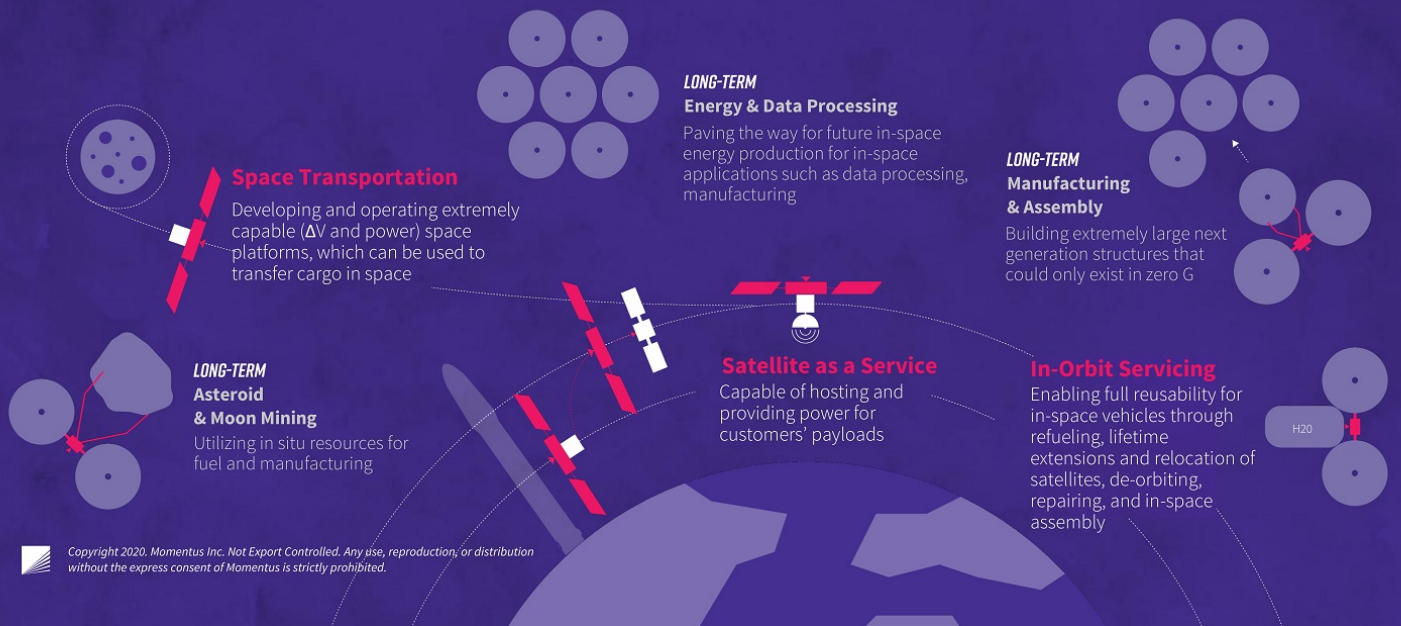 LONG-TERM
Energy & Data Processing
Paving the way for future in-space
energy production for in-space
applications such as data processing,
manufacturing
LONG-TERM
Manufacturing
& Assembly
Building extremely large next
generation structures that
could only exist in zero G
Space Transportation
Developing and operating extremely
capable (ΔV and power) space
platforms, which can be used to
transfer cargo in space
LONG-TERM
Asteroid
& Moon Mining
Utilizing in situ resources for
fuel and manufacturing
Satellite as a Service
Capable of hosting and
providing power for
customers’ payloads
In-Orbit Servicing
Enabling full reusability for
in-space vehicles through
refueling, lifetime
extensions and relocation of
satellites, de-orbiting,
repairing, and in-space
assembly
H20
Copyright 2020. Momentus Inc. Not Export Controlled. Any use, reproduction, or distribution
without the express consent of Momentus is strictly prohibited.